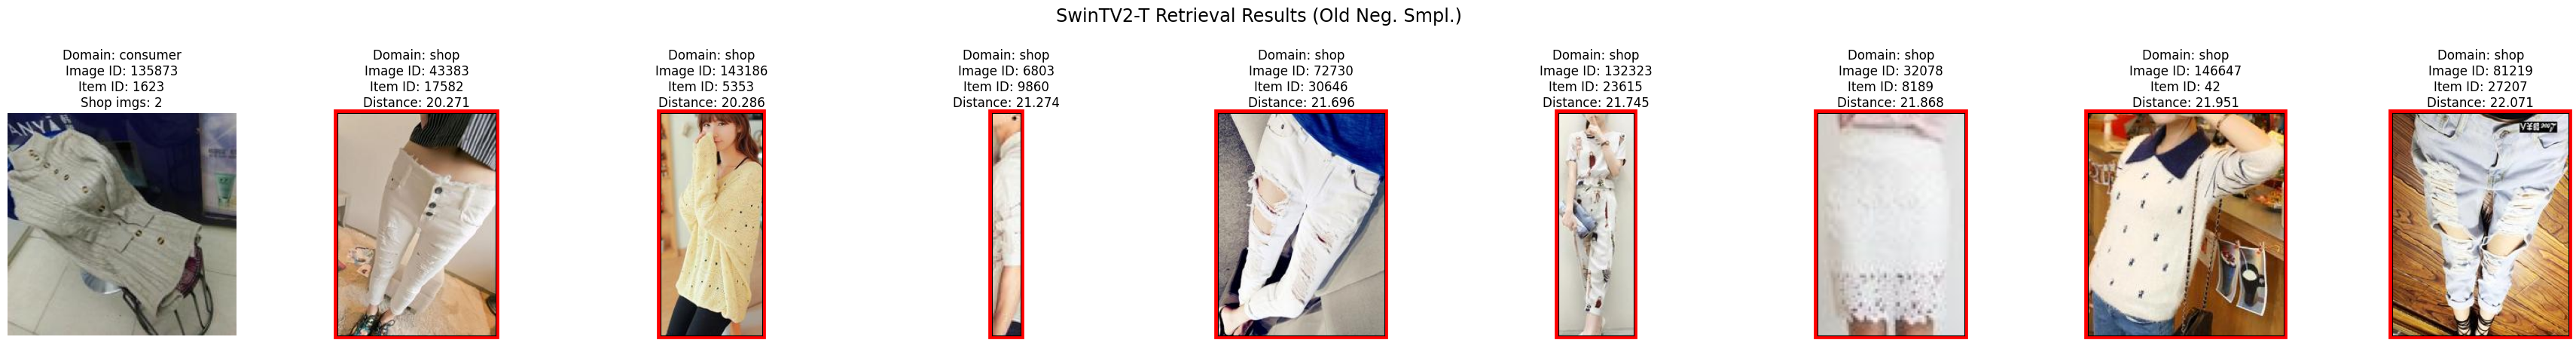 SwinTV2-T Retrieval Results (Old Neg. Smpl.)
Domain: consumer
Image ID: 135873
Item ID: 1623
Shop imgs: 2
Domain: shop
Image ID: 43383
Item ID: 17582
Distance: 20.271
Domain: shop
Image ID: 143186
Item ID: 5353
Distance: 20.286
Domain: shop
Image ID: 6803
Item ID: 9860
Distance: 21.274
Domain: shop
Image ID: 72730
Item ID: 30646
Distance: 21.696
Domain: shop
Image ID: 132323
Item ID: 23615
Distance: 21.745
Domain: shop
Image ID: 32078
Item ID: 8189
Distance: 21.868
Domain: shop
Image ID: 146647
Item ID: 42
Distance: 21.951
Domain: shop
Image ID: 81219
Item ID: 27207
Distance: 22.071